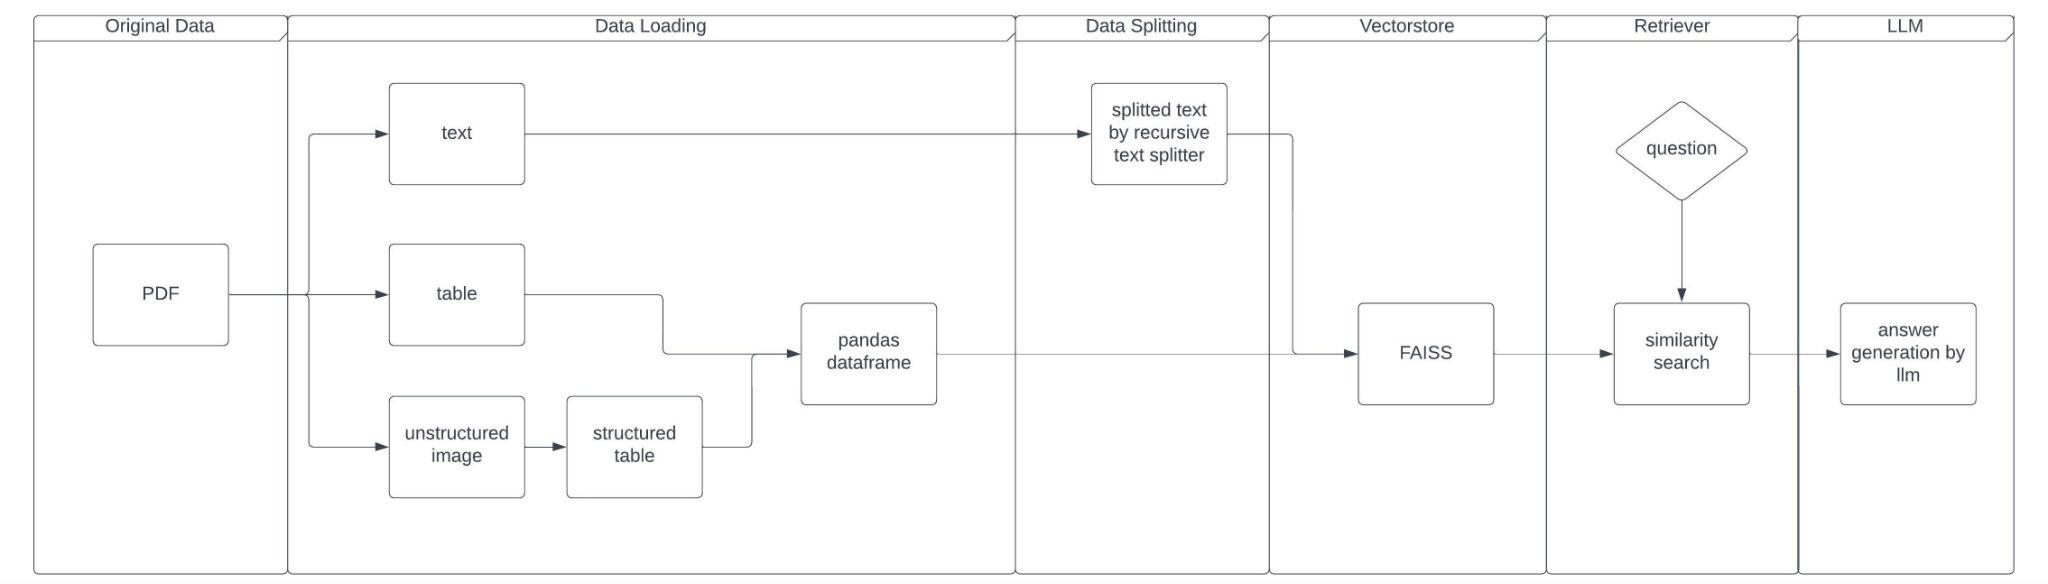 Original Data
Data Loading
Data Splitting
Vectorstore
Retriever
LLM
PDF
text
table
unstructured
image
structured
table
pandas
dataframe
splitted text
by recursive
text splitter
FAISS
question
similarity
search
answer
generation by
llm